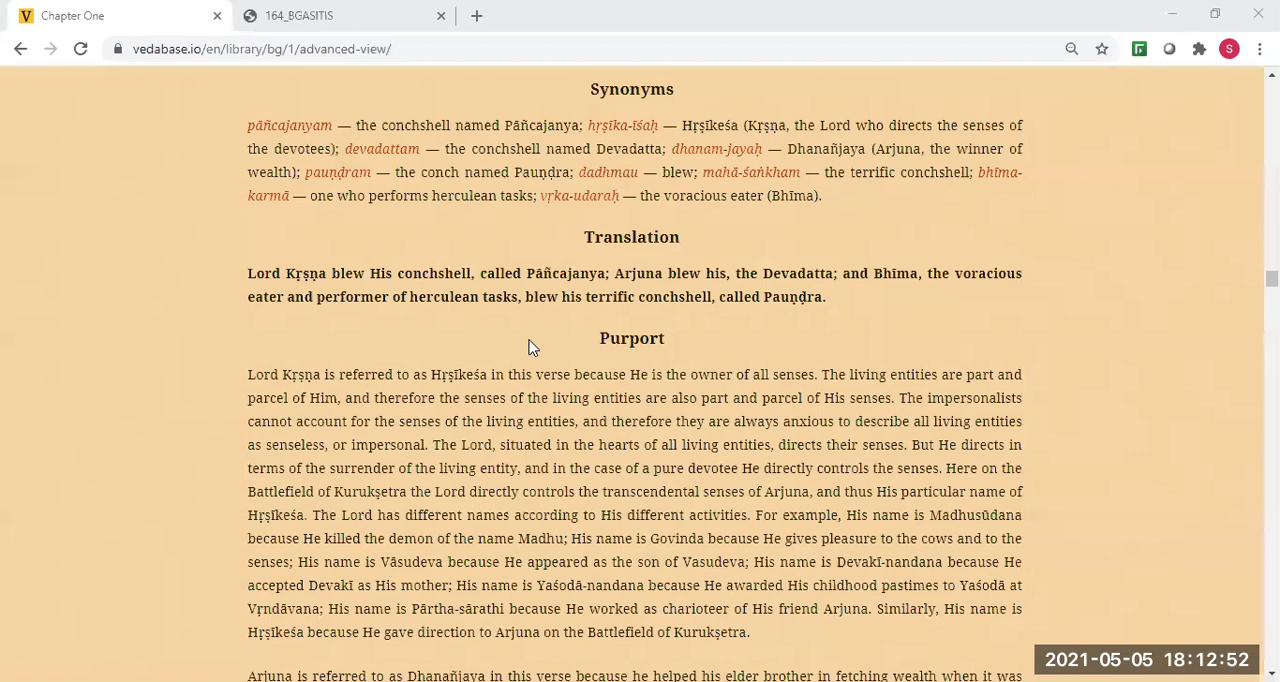 Chapter One
164_BGASITIS
vedabase.io/en/library/bg/1/advanced-view/
S
Synonyms
pāñcajanyam — the conchshell named Pāñcajanya; hṛṣīka-īśaḥ — Hṛṣīkeśa (Kṛṣṇa, the Lord who directs the senses of
the devotees); devadattam — the conchshell named Devadatta; dhanam-jayaḥ — Dhanañjaya (Arjuna, the winner of
wealth); pauṇḍram — the conch named Pauṇḍra; dadhmau — blew; mahā-śaṅkham — the terrific conchshell; bhīma-
karmā — one who performs herculean tasks; vṛka-udaraḥ — the voracious eater (Bhīma).
Translation
Lord Kṛṣṇa blew His conchshell, called Pāñcajanya; Arjuna blew his, the Devadatta; and Bhīma, the voracious
eater and performer of herculean tasks, blew his terrific conchshell, called Pauṇḍra.
Purport
Lord Kṛṣṇa is referred to as Hṛṣīkeśa in this verse because He is the owner of all senses. The living entities are part and
parcel of Him, and therefore the senses of the living entities are also part and parcel of His senses. The impersonalists
cannot account for the senses of the living entities, and therefore they are always anxious to describe all living entities
as senseless, or impersonal. The Lord, situated in the hearts of all living entities, directs their senses. But He directs in
terms of the surrender of the living entity, and in the case of a pure devotee He directly controls the senses. Here on the
Battlefield of Kurukṣetra the Lord directly controls the transcendental senses of Arjuna, and thus His particular name of
Hṛṣīkeśa. The Lord has different names according to His different activities. For example, His name is Madhusūdana
because He killed the demon of the name Madhu; His name is Govinda because He gives pleasure to the cows and to the
senses; His name is Vāsudeva because He appeared as the son of Vasudeva; His name is Devakī-nandana because He
accepted Devakī as His mother; His name is Yaśodā-nandana because He awarded His childhood pastimes to Yaśodā at
Vṛndāvana; His name is Pārtha-sārathi because He worked as charioteer of His friend Arjuna. Similarly, His name is
Hṛṣīkeśa because He gave direction to Arjuna on the Battlefield of Kurukṣetra.
Arjuna is referred to as Dhanañjaya in this verse because he helped his elder brother in fetching wealth when it was
2021-05-05 18:12:52